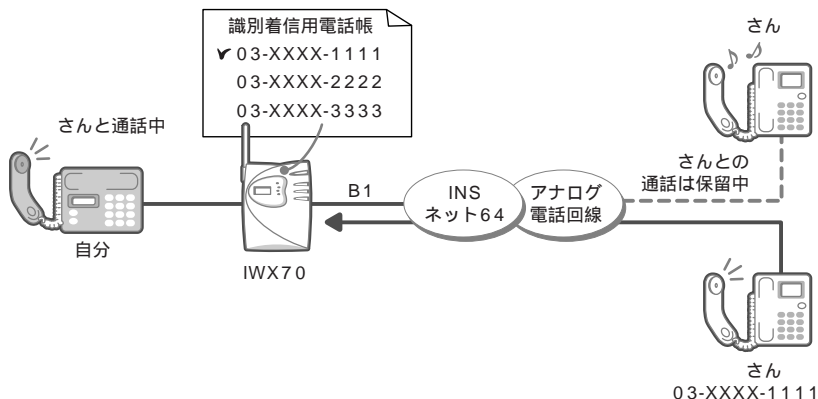 識別着信用電話帳
03-XXXX-1111
03-XXXX-2222
03-XXXX-3333
さん
さんと通話中
さんとの
通話は保留中
B1
INS
ネット64
アナログ
電話回線
自分
IWX70
さん
03-XXXX-1111